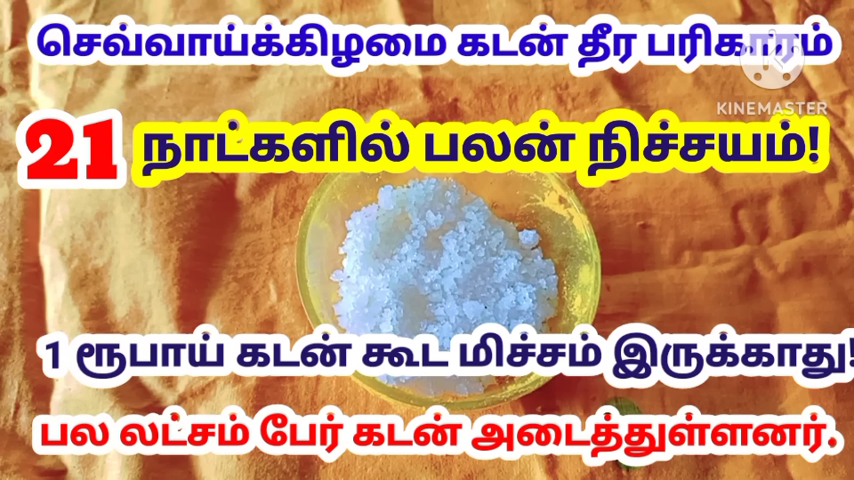 செவ்வாய்க்கிழமை கடன் தீர பரிகாரம்
KINEMASTER
21 நாட்களில் பலன் நிச்சயம்!
1 ரூபாய் கடன் கூட மிச்சம் இருக்காது!
பல லட்சம் பேர் கடன் அடைத்துள்ளனர்.